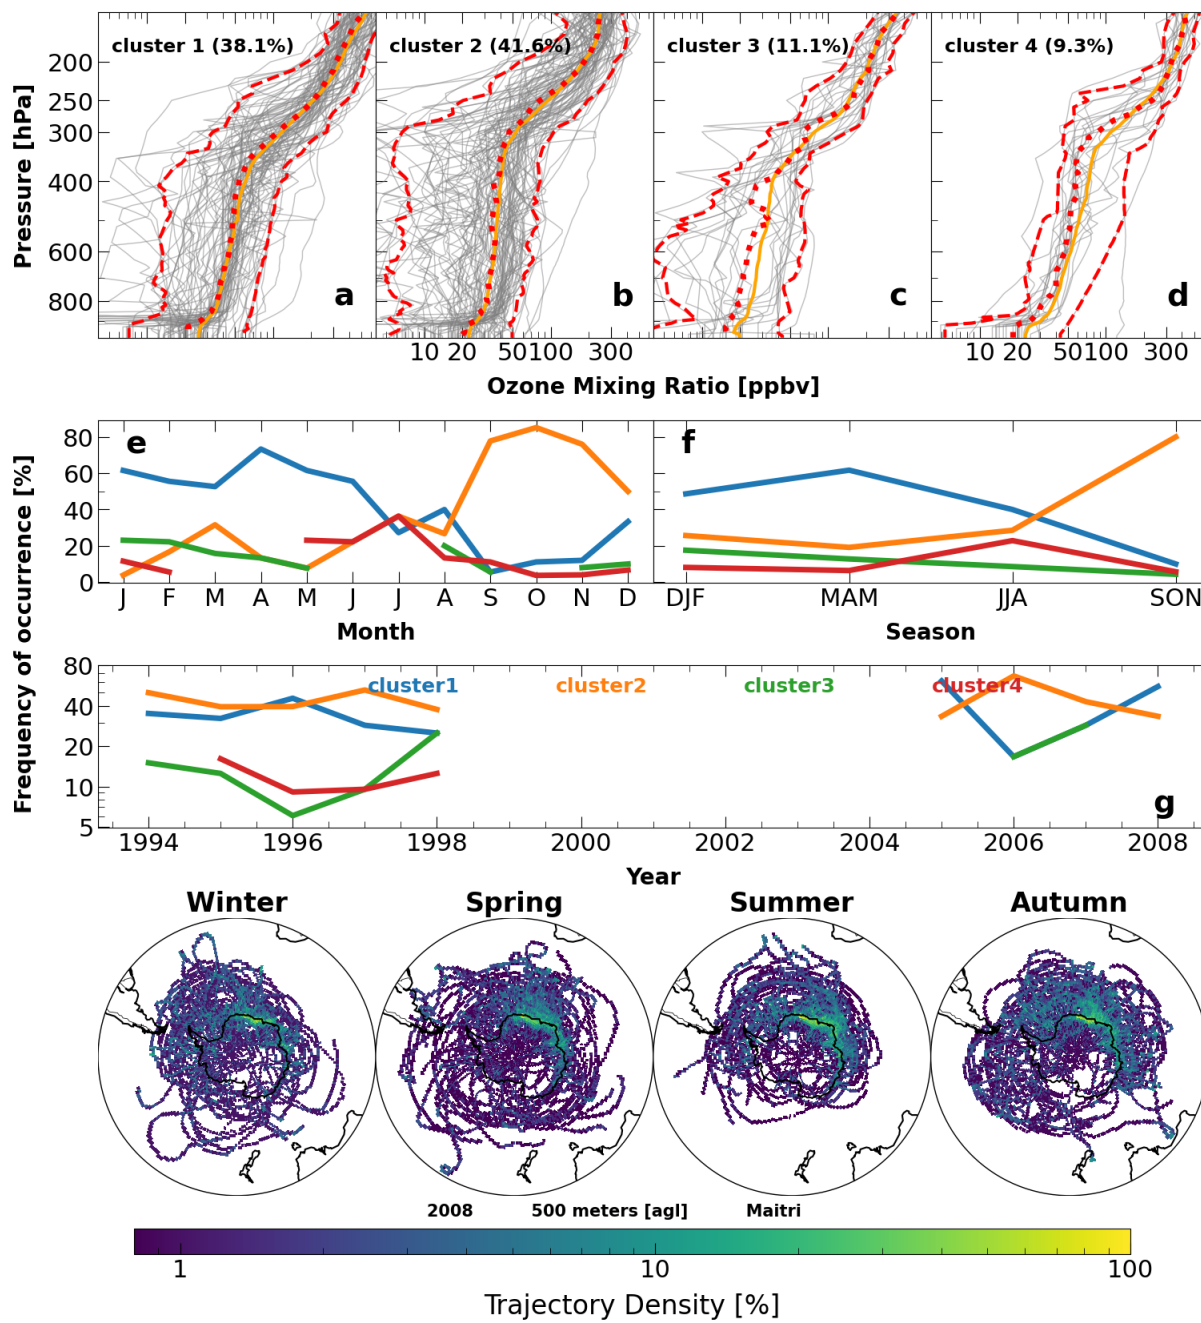 cluster 1 (38.1%) cluster 2 (41.6%) cluster 3 (11.1%) cluster 4 (9.3%)
200
250
300
400
600
800
Pressure [hPa]
a b c d
10 20 50 100 300 10 20 50 100 300
Ozone Mixing Ratio [ppbv]
e f
80
60
40
20
0
J F M A M J J A S O N D DJF MAM JJA SON
Month Season
Frequency of occurrence [%]
80
40
20
10
5
cluster1 cluster2 cluster3 cluster4
g
1994 1996 1998 2000 2002 2004 2006 2008
Year
Winter Spring Summer Autumn
2008 500 meters [agl] Maitri
1 10 100
Trajectory Density [%]